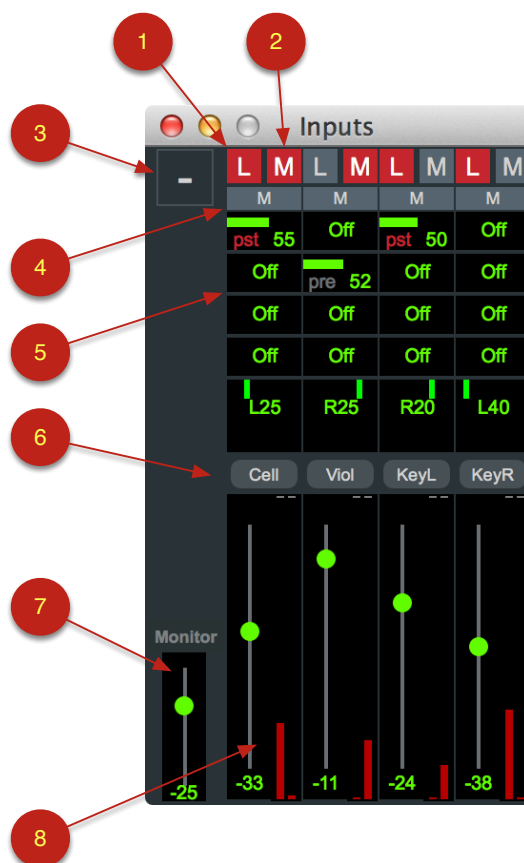 1 2
Inputs
3
-
L M L M L M L M
M M M M
4
pst 55 Off pst 50 Off
Off pre 52 Off Off
5
Off Off Off Off
Off Off Off Off
L25 R25 R20 L40
6
Cell Viol KeyL KeyR
7
Monitor
-25 -33 -11 -24 -38
8